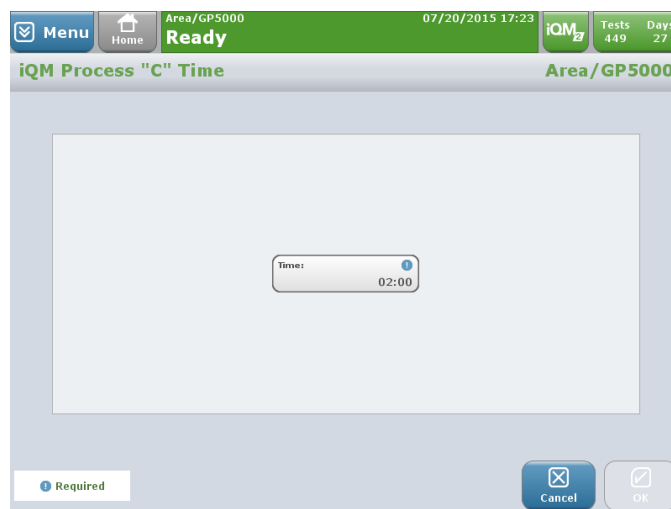 Menu
Home
Area/GP5000
07/20/2015 17:23
Ready
iQM2
Tests Days
449 27
iQM Process "C" Time
Area/GP5000
Time:
02:00
Required
Cancel
OK